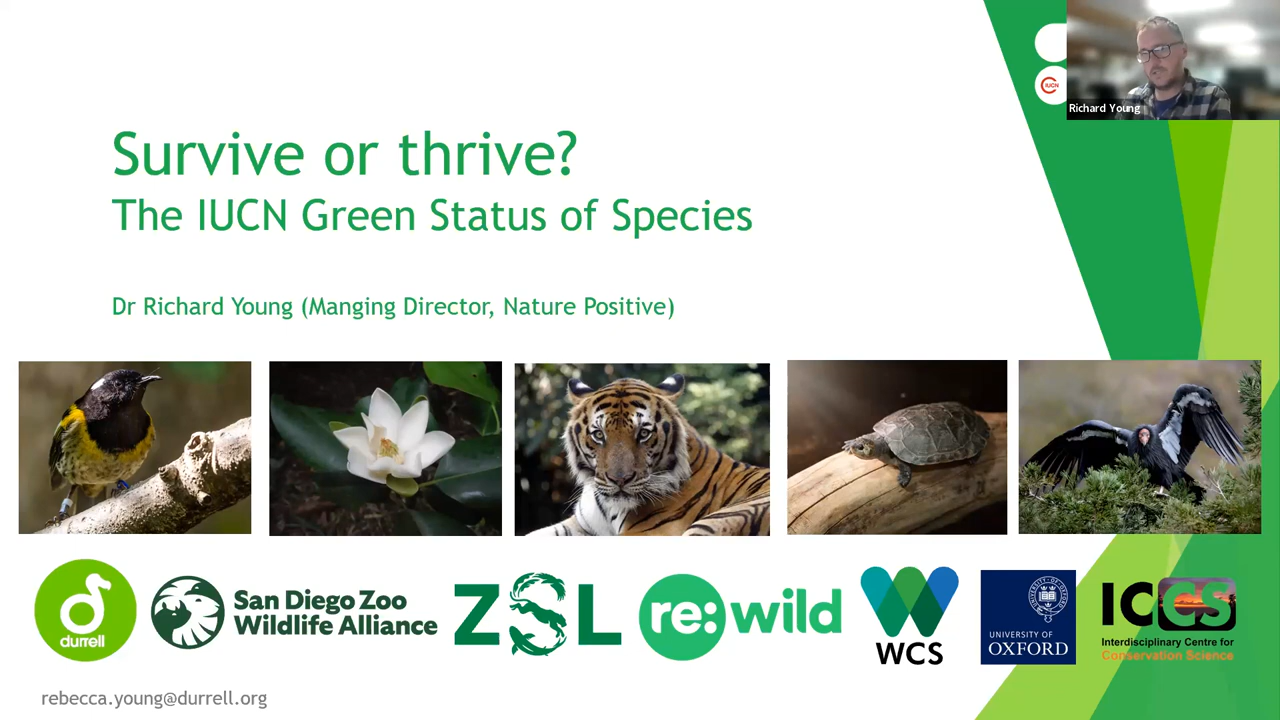 IUCN
Richard Young
Survive or thrive?
The IUCN Green Status of Species
Dr Richard Young (Manging Director, Nature Positive)
durrell
San Diego Zoo
Wildlife Alliance
ZSL
re:wild
WCS
UNIVERSITY OF
OXFORD
ICCS
Interdisciplinary Centre for
Conservation Science
rebecca.young@durrell.org